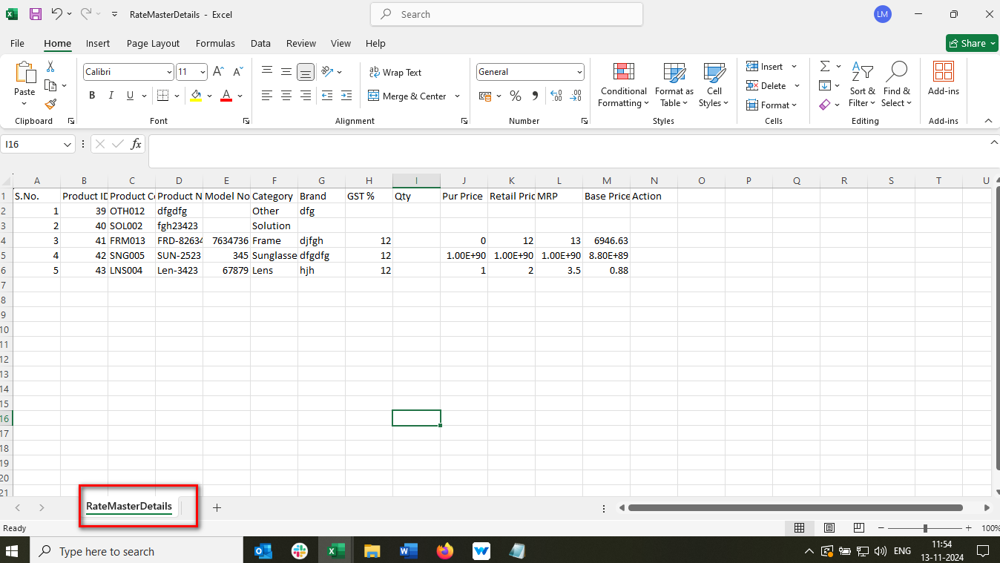 RateMasterDetails - Excel
Search
LM
File Home Insert Page Layout Formulas Data Review View Help
Share
Paste
Calibri 11
B I U
Wrap Text
Merge & Center
General
Conditional Formatting
Format as Table
Cell Styles
Insert
Delete
Format
Sort & Filter
Find & Select
Add-ins
Clipboard Font Alignment Number Styles Cells Editing Add-ins
I16 fx
A B C D E F G H I J K L M N O P Q R S T U
1 S.No. Product ID Product Co Product N Model No Category Brand GST % Qty Pur Price Retail Pric MRP Base Price Action
2 1 39 OTH012 dfgdfg Other dfg
3 2 40 SOL002 fgh23423 Solution
4 3 41 FRM013 FRD-82634 7634736 Frame djfgh 12 0 12 13 6946.63
5 4 42 SNG005 SUN-2523 345 Sunglasse dfgdfg 12 1.00E+90 1.00E+90 1.00E+90 8.80E+89
6 5 43 LNS004 Len-3423 67879 Lens hjh 12 1 2 3.5 0.88
7
8
9
10
11
12
13
14
15
16
17
18
19
20
21
RateMasterDetails
Ready
100%
Type here to search
ENG
11:54
13-11-2024